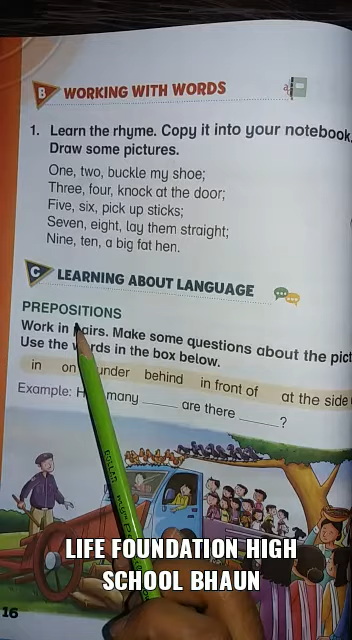 B WORKING WITH WORDS
1. Learn the rhyme. Copy it into your notebook.
Draw some pictures.
One, two, buckle my shoe;
Three, four, knock at the door;
Five, six, pick up sticks;
Seven, eight, lay them straight;
Nine, ten, a big fat hen.
C LEARNING ABOUT LANGUAGE
PREPOSITIONS
Work in pairs. Make some questions about the pict
Use the words in the box below.
in on under behind in front of at the side
Example: H many ____ are there ____?
LIFE FOUNDATION HIGH
SCHOOL BHAUN
16